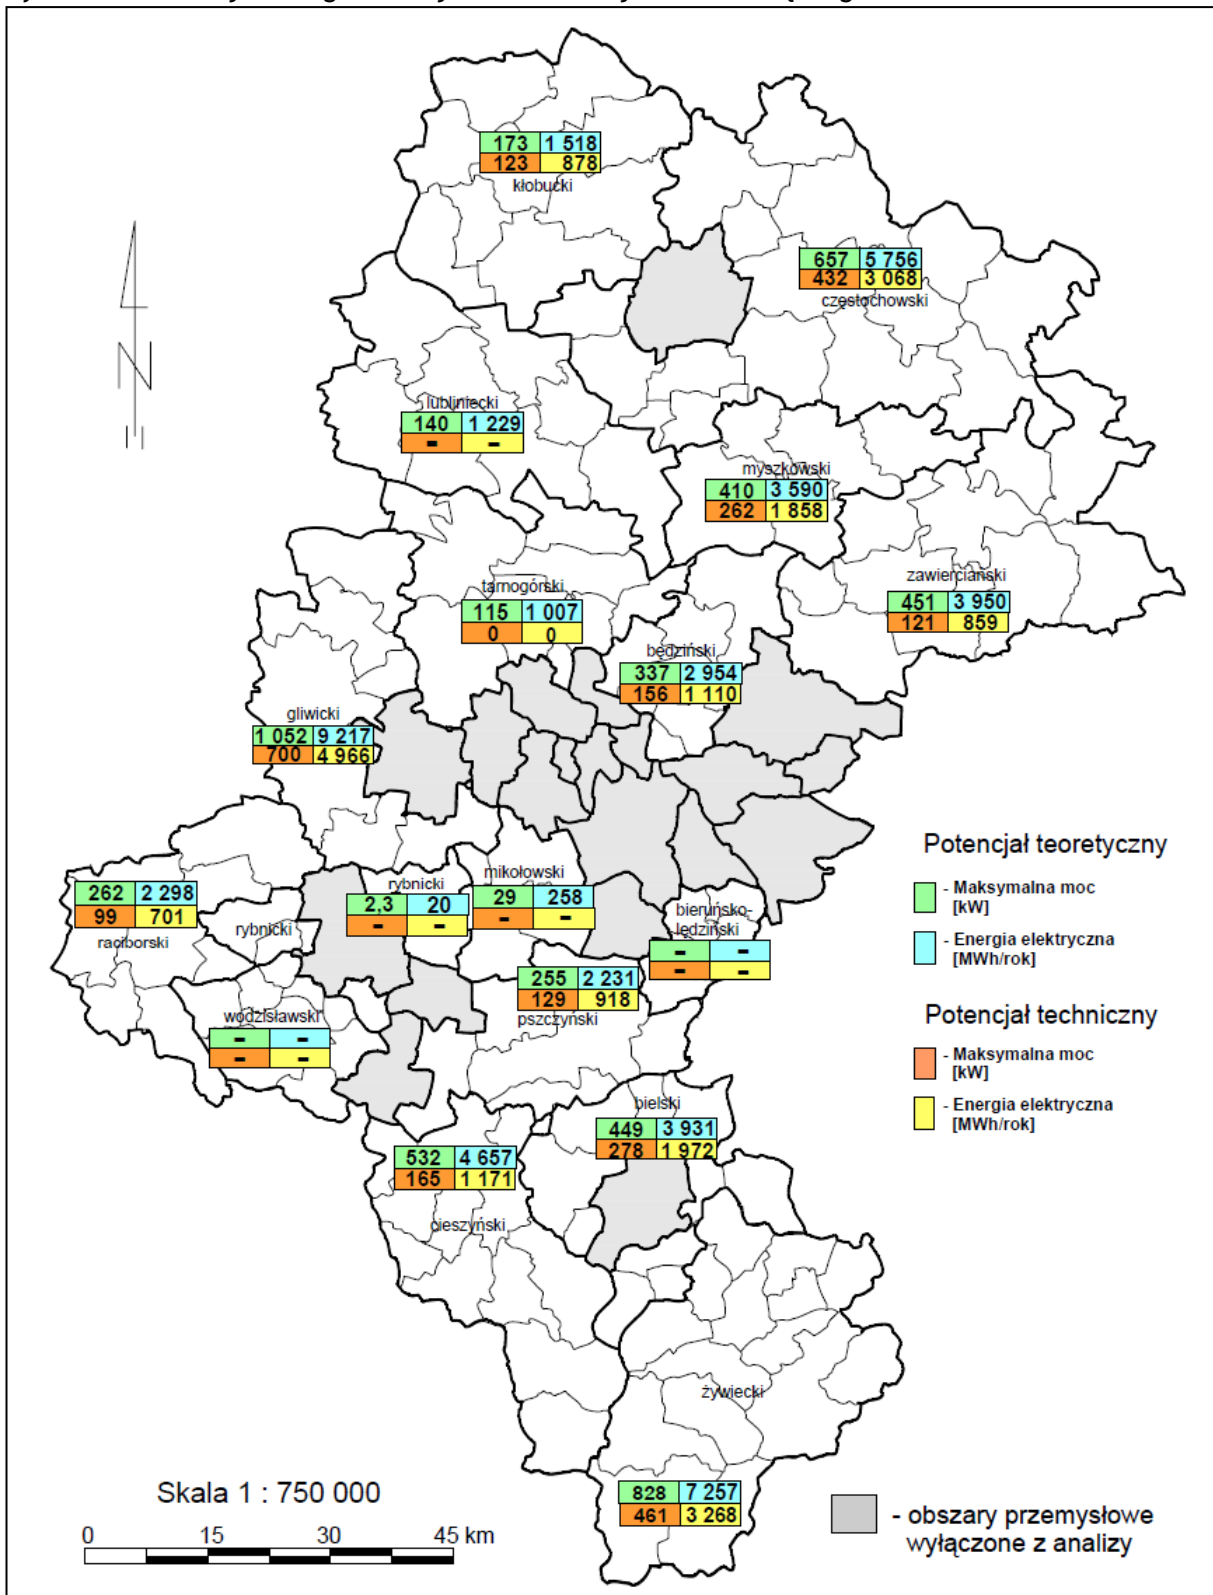 173 1 518
123 878
kłobucki
657 5 756
432 3 068
częstochowski
N
lubliniecki
140 1 229
- -
myszkowski
410 3 590
262 1 858
zawierciański
451 3 950
121 859
tarnogórski
115 1 007
0 0
będziński
337 2 954
156 1 110
gliwicki
1 052 9 217
700 4 966
Potencjał teoretyczny
- Maksymalna moc
[kW]
- Energia elektryczna
[MWh/rok]
Potencjał techniczny
- Maksymalna moc
[kW]
- Energia elektryczna
[MWh/rok]
262 2 298
99 701
raciborski
rybnicki
rybnicki
2,3 20
- -
mikołowski
29 258
- -
bieruńsko-
lędziński
- -
- -
255 2 231
129 918
pszczyński
wodzisławski
- -
- -
bielski
449 3 931
278 1 972
532 4 657
165 1 171
cieszyński
żywiecki
828 7 257
461 3 268
Skala 1 : 750 000
0 15 30 45 km
- obszary przemysłowe
wyłączone z analizy